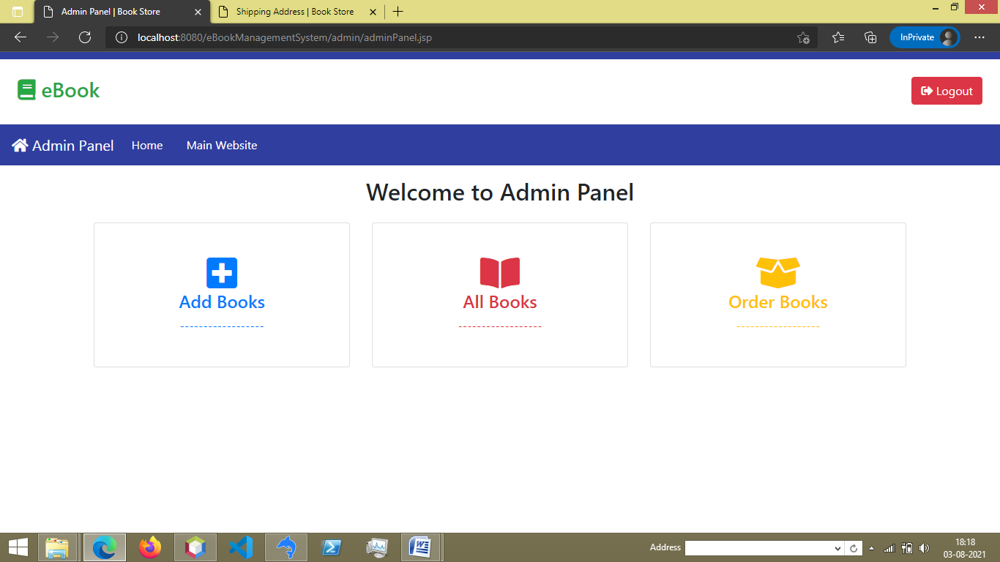 Admin Panel | Book Store
Shipping Address | Book Store
localhost:8080/eBookManagementSystem/admin/adminPanel.jsp
InPrivate
eBook
Logout
Admin Panel Home Main Website
Welcome to Admin Panel
Add Books
-----------------
All Books
-----------------
Order Books
-----------------
Address
18:18
03-08-2021